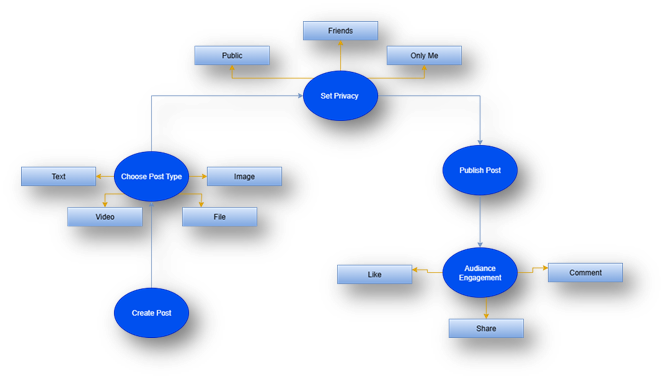 Friends
Public
Only Me
Set Privacy
Text
Choose Post Type
Image
Publish Post
Video
File
Like
Audiance
Engagement
Comment
Create Post
Share